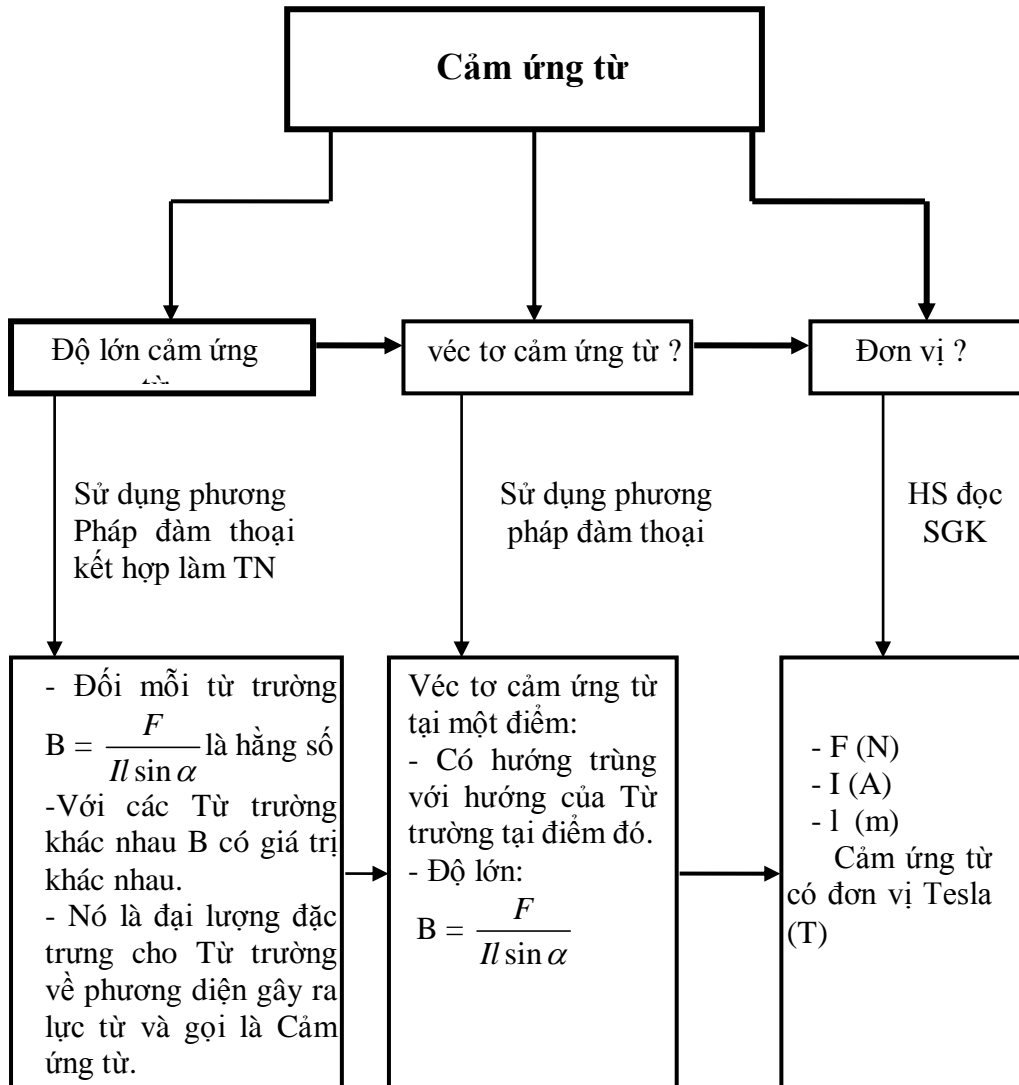 Cảm ứng từ
Độ lớn cảm ứng
véc tơ cảm ứng từ ?
Đơn vị ?
Sử dụng phương
Pháp đàm thoại
kết hợp làm TN
Sử dụng phương
pháp đàm thoại
HS đọc
SGK
- Đối mỗi từ trường
B = \frac{F}{Il \sin \alpha} là hằng số
-Với các Từ trường
khác nhau B có giá trị
khác nhau.
- Nó là đại lượng đặc
trưng cho Từ trường
về phương diện gây ra
lực từ và gọi là Cảm
ứng từ.
Véc tơ cảm ứng từ
tại một điểm:
- Có hướng trùng
với hướng của Từ
trường tại điểm đó.
- Độ lớn:
B = \frac{F}{Il \sin \alpha}
- F (N)
- I (A)
- l (m)
Cảm ứng từ
có đơn vị Tesla
(T)